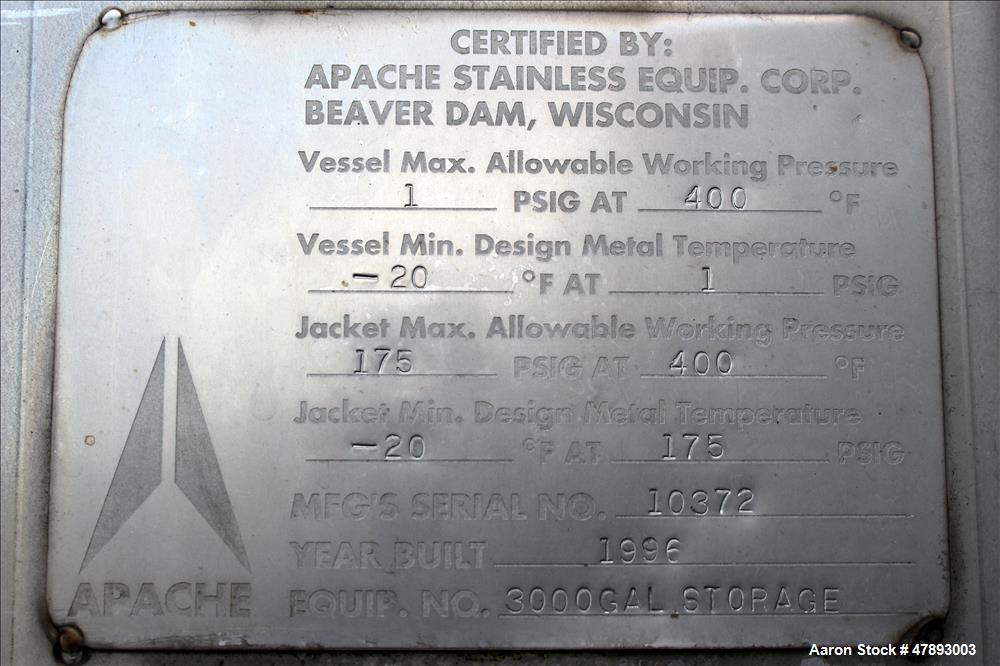 CERTIFIED BY:
APACHE STAINLESS EQUIP. CORP.
BEAVER DAM, WISCONSIN
Vessel Max. Allowable Working Pressure
1 PSIG AT 400 °F
Vessel Min. Design Metal Temperature
-20 °F AT 1 PSIG
Jacket Max. Allowable Working Pressure
175 PSIG AT 400 °F
Jacket Min. Design Metal Temperature
-20 °F AT 175 PSIG
MFG'S SERIAL NO. 10372
YEAR BUILT 1996
EQUIP. NO. 3000GAL STORAGE
APACHE
Aaron Stock # 47893003